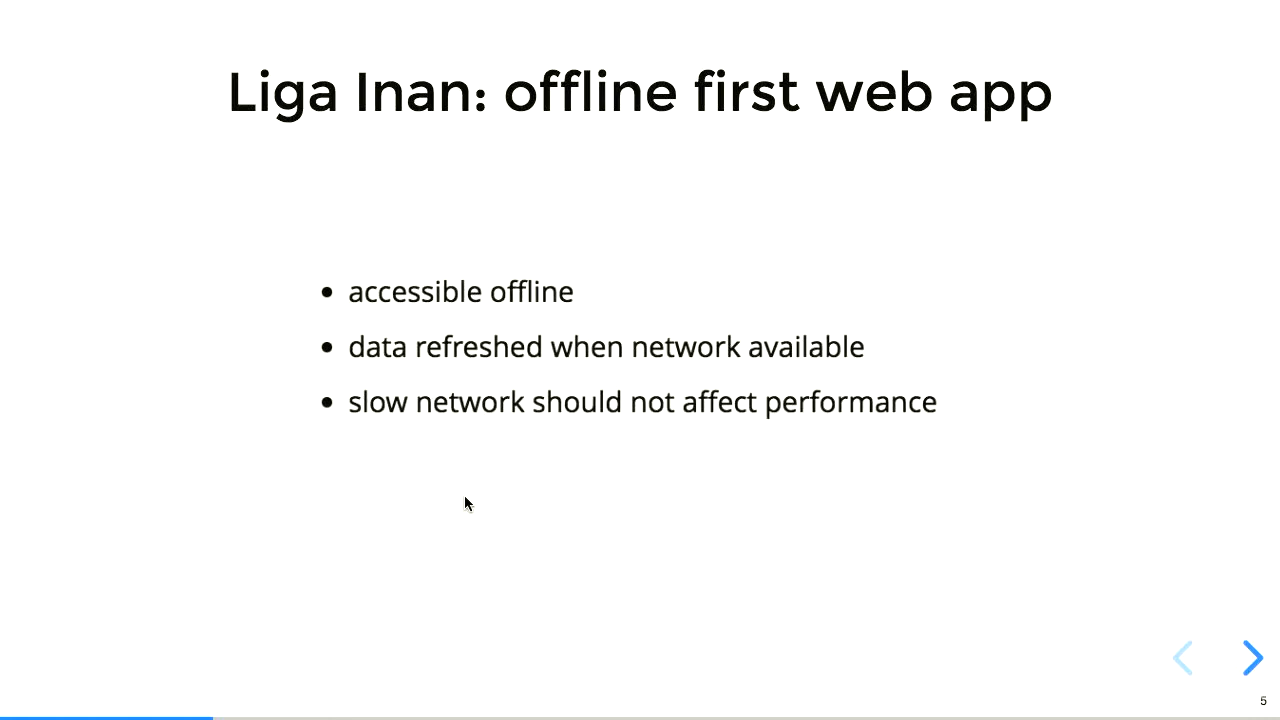 Liga Inan: offline first web app
accessible offline
data refreshed when network available
slow network should not affect performance
5